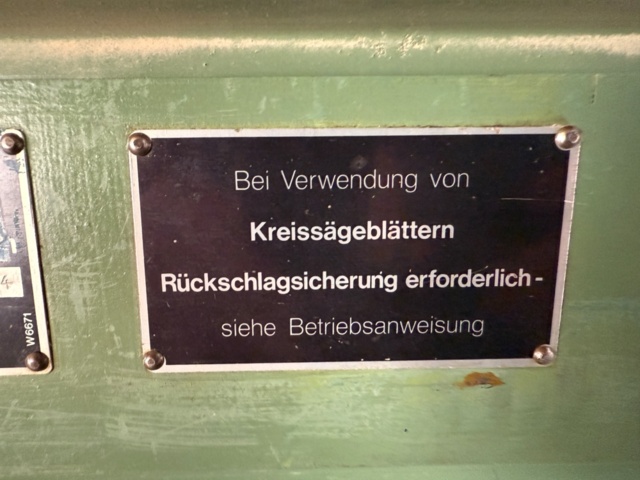 Bei Verwendung von
Kreissägeblättern
Rückschlagsicherung erforderlich -
siehe Betriebsanweisung
W6671